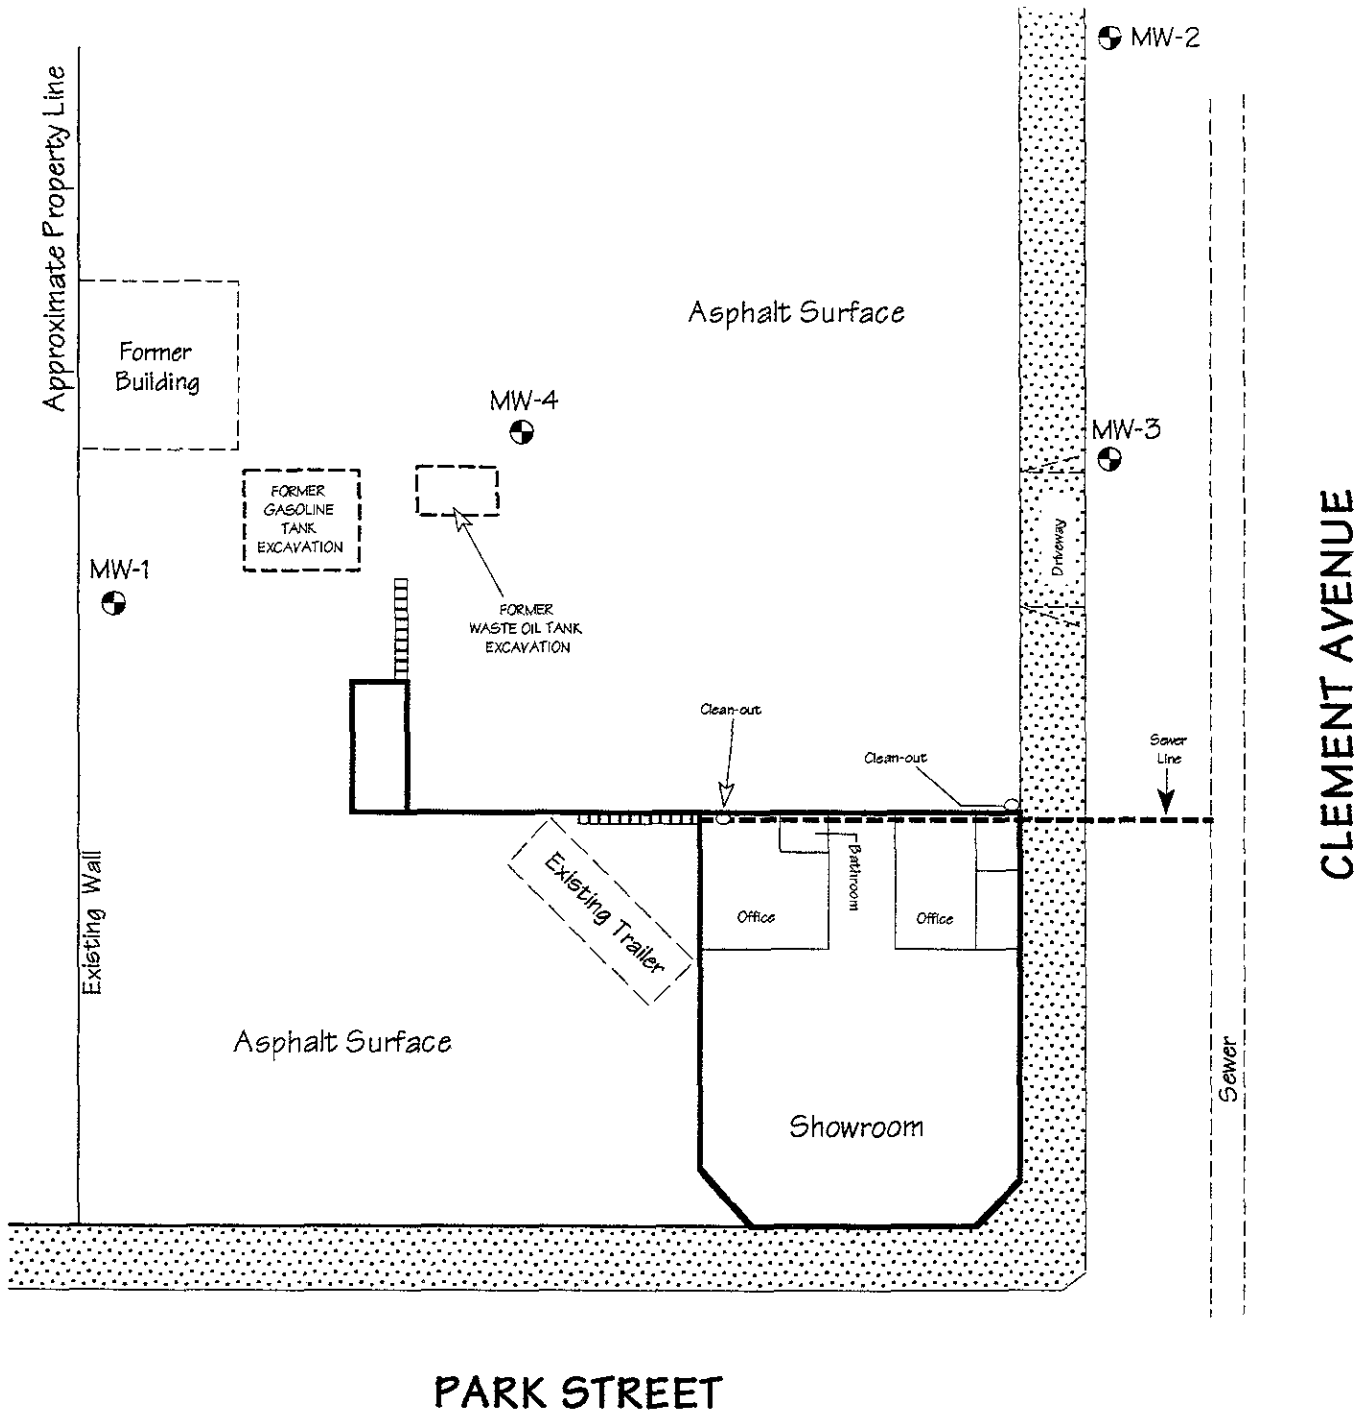 MW-2
Approximate Property Line
Asphalt Surface
Former
Building
MW-4
MW-3
FORMER
GASOLINE
TANK
EXCAVATION
Driveway
MW-1
FORMER
WASTE OIL TANK
EXCAVATION
CLEMENT AVENUE
Clean-out
Clean-out
Sewer
Line
Existing Wall
Existing Trailer
Bathroom
Office
Office
Asphalt Surface
Sewer
Showroom
PARK STREET